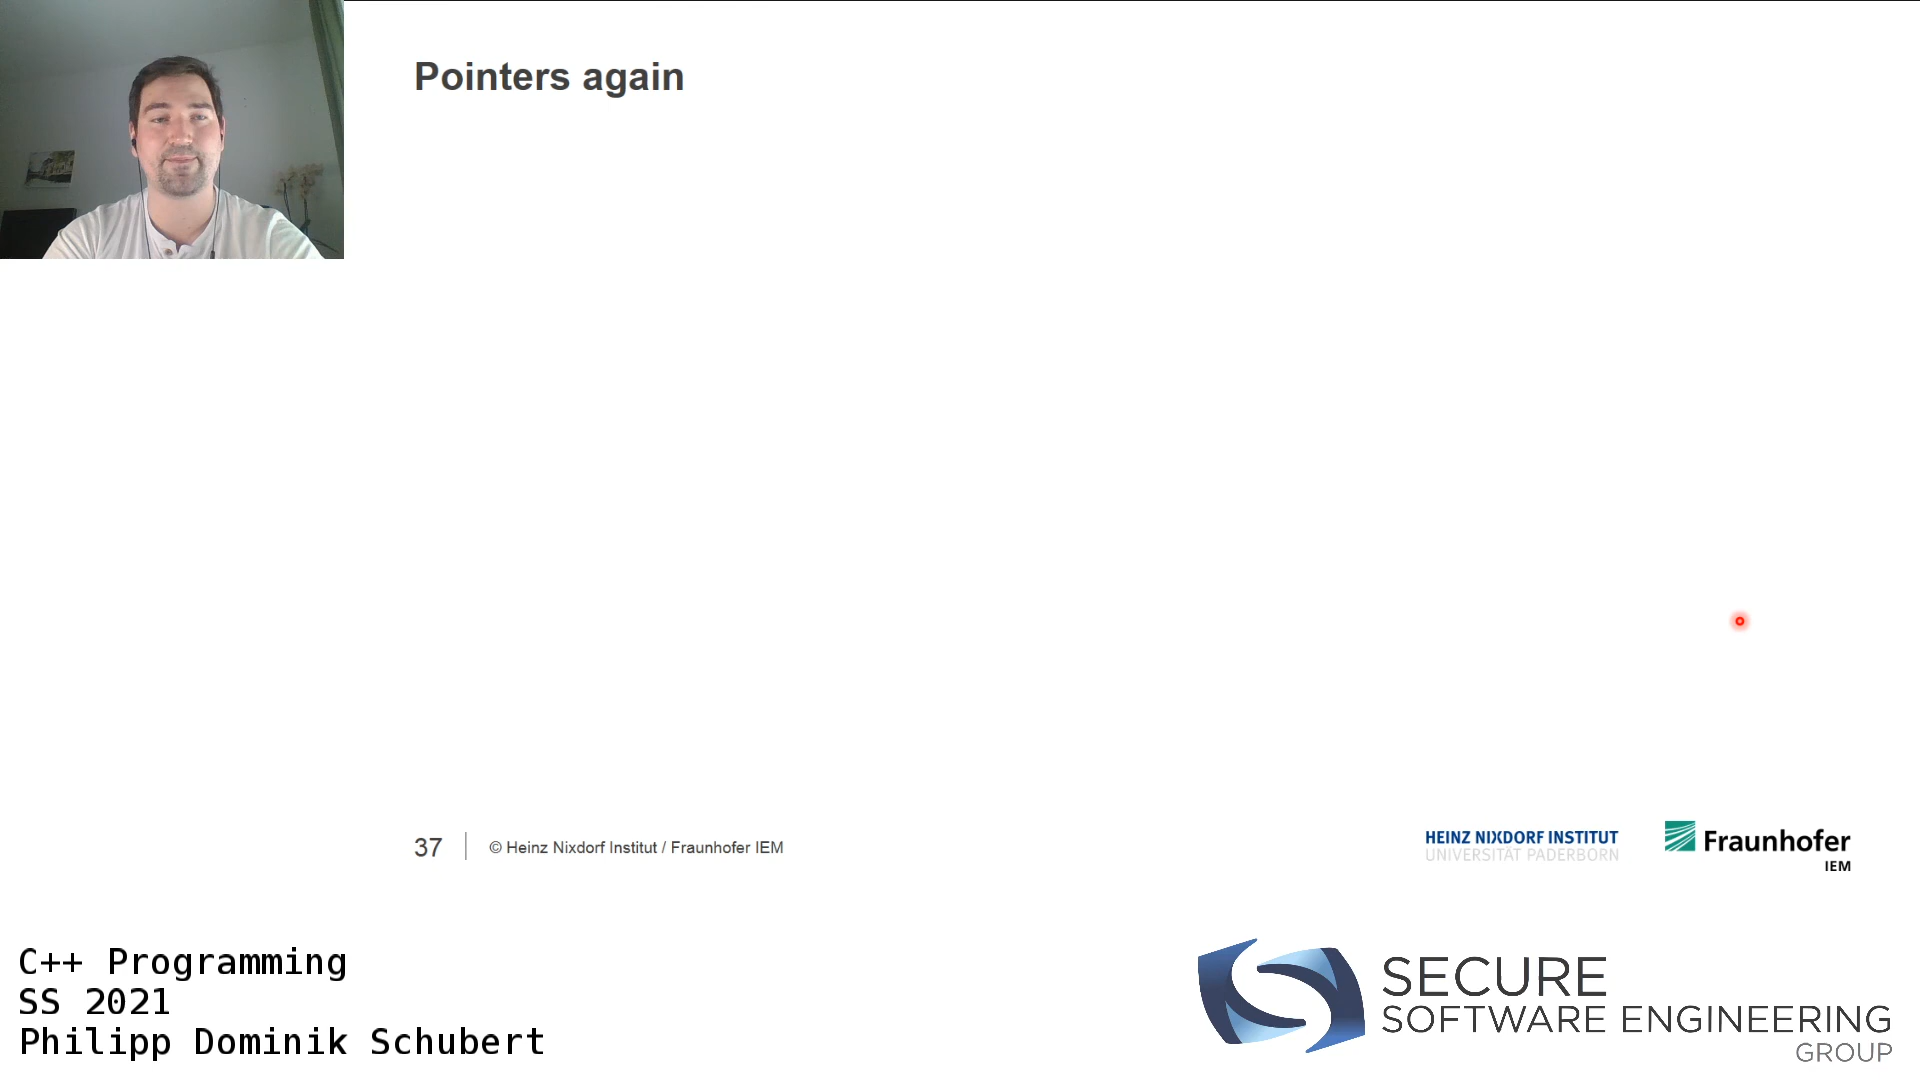 Pointers again
37
© Heinz Nixdorf Institut / Fraunhofer IEM
HEINZ NIXDORF INSTITUT
UNIVERSITÄT PADERBORN
Fraunhofer
IEM
C++ Programming
SS 2021
Philipp Dominik Schubert
SECURE
SOFTWARE ENGINEERING
GROUP